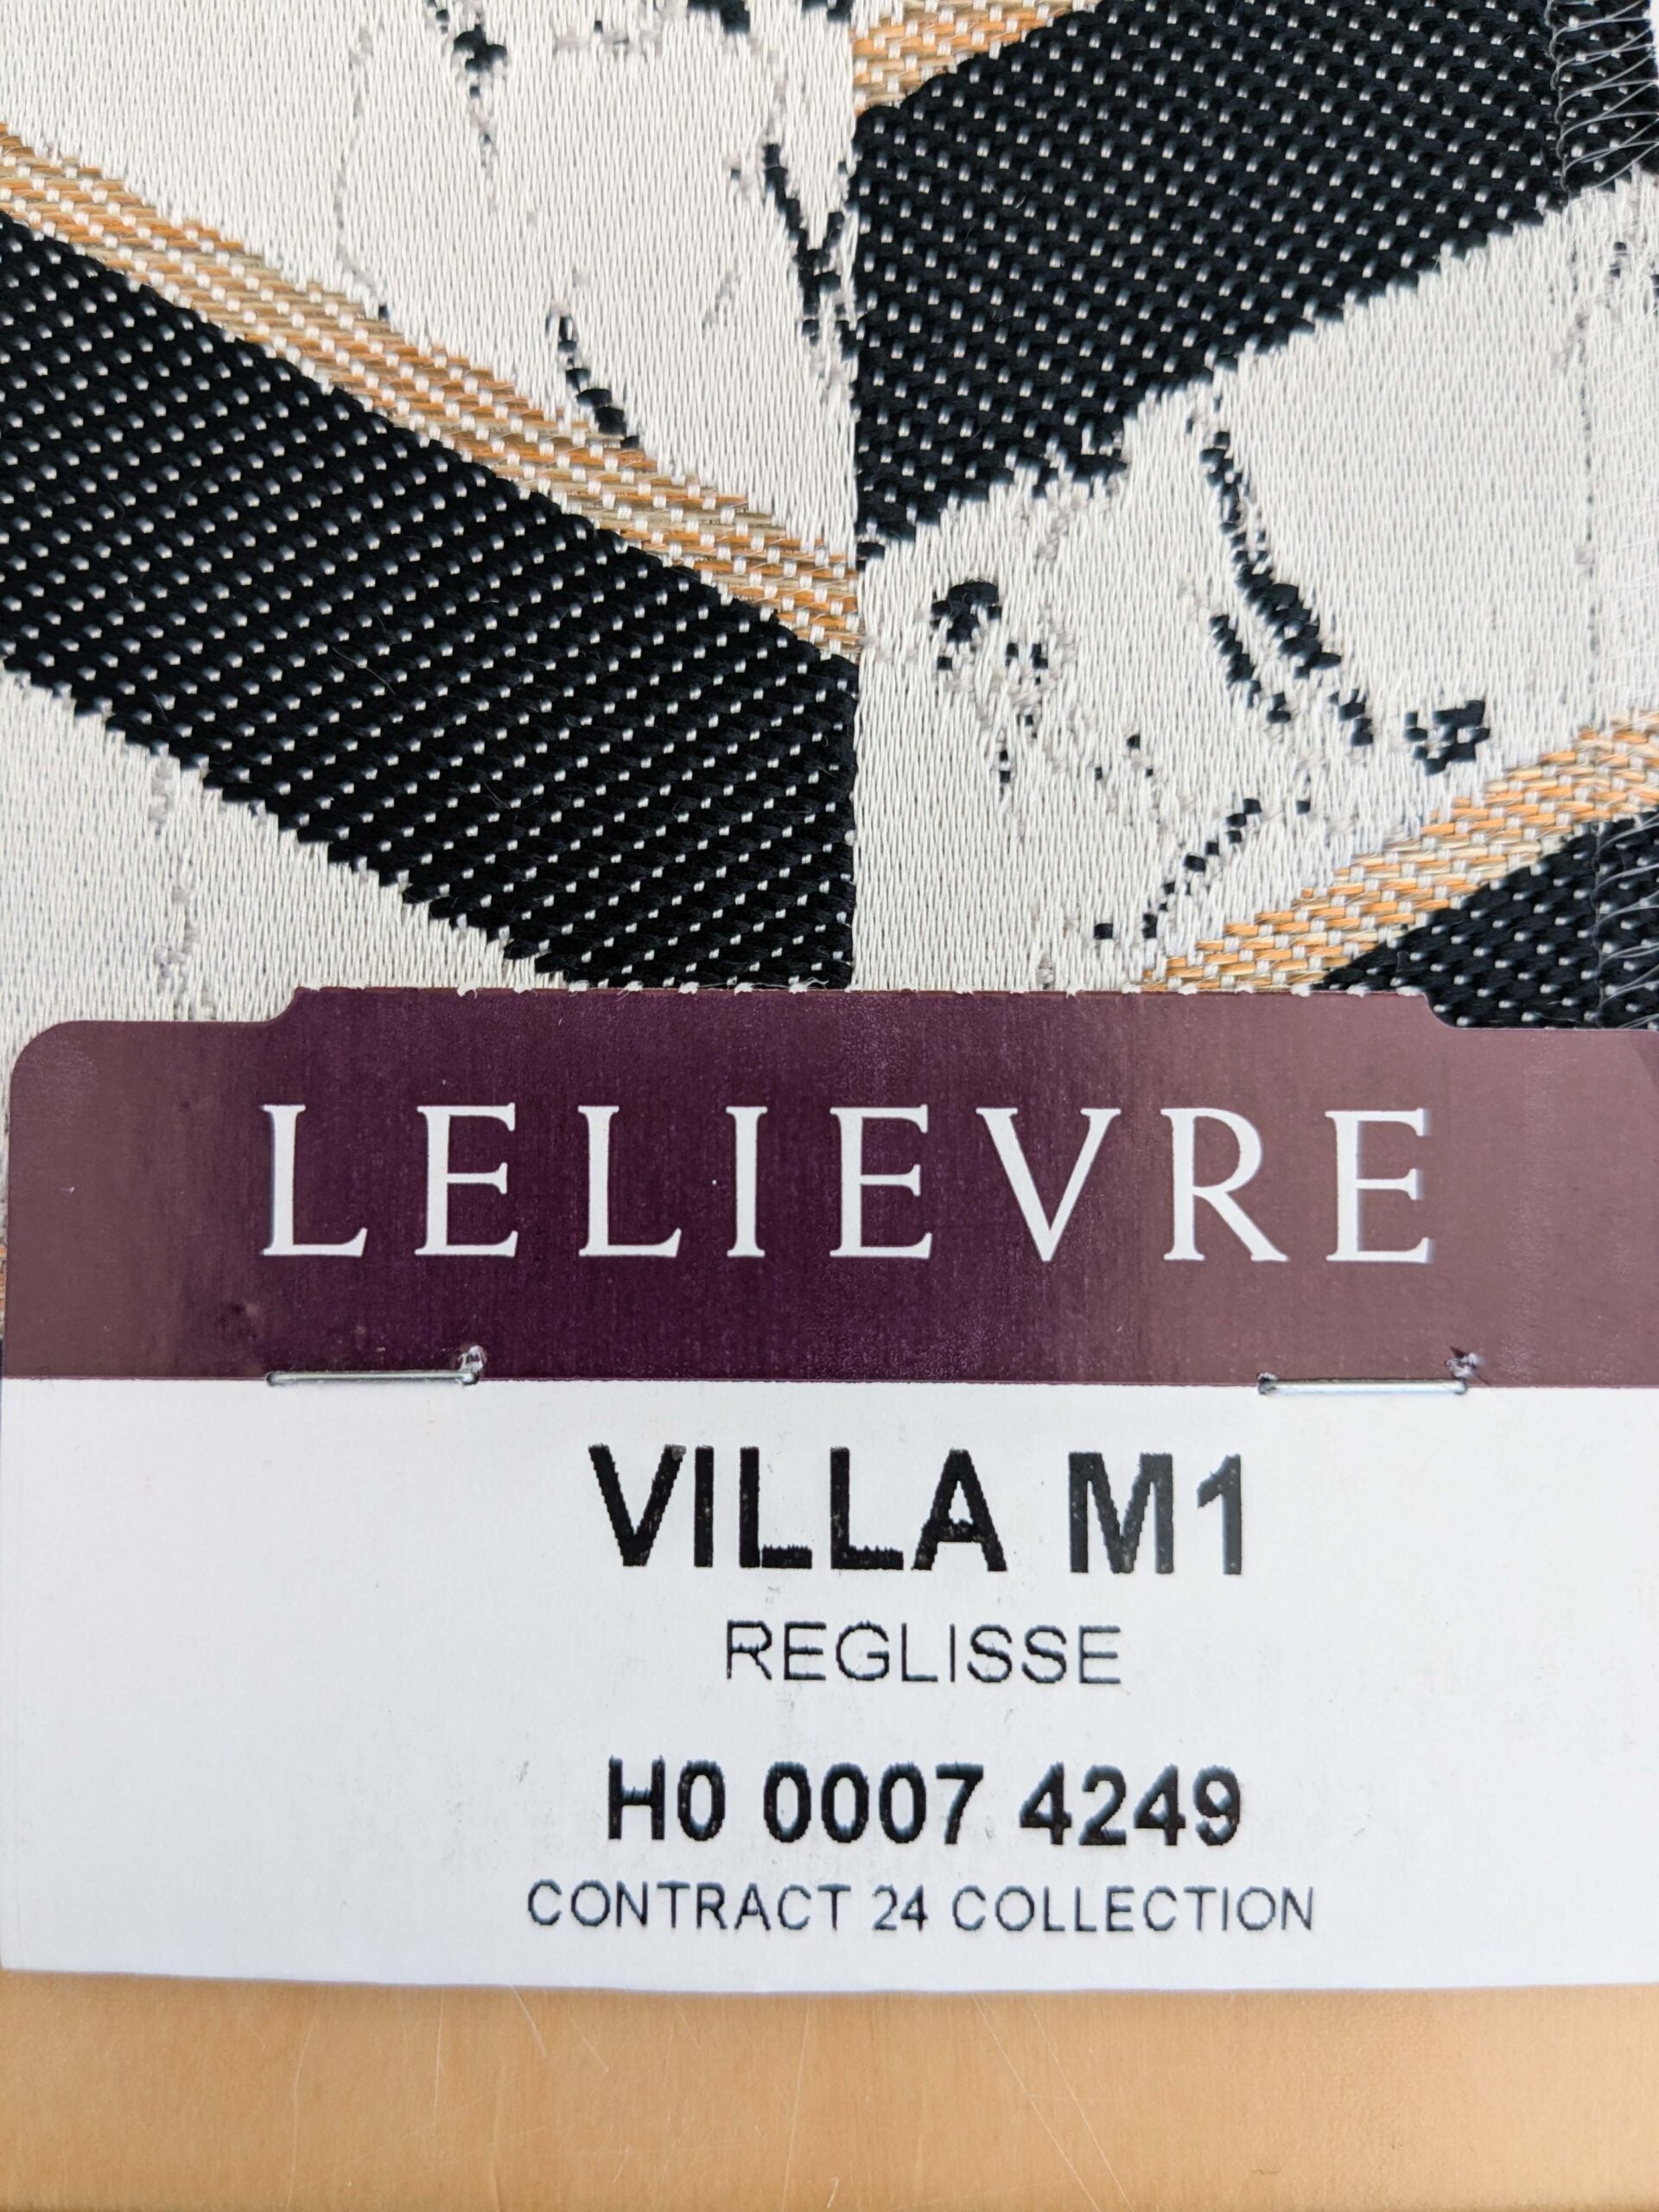 LELIEVRE
VILLA M1
REGLISSE
H0 0007 4249
CONTRACT 24 COLLECTION